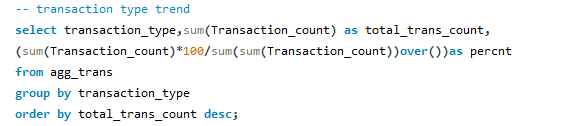 -- transaction type trend
select transaction_type,sum(Transaction_count) as total_trans_count,
(sum(Transaction_count)*100/sum(sum(Transaction_count))over())as percnt
from agg_trans
group by transaction_type
order by total_trans_count desc;